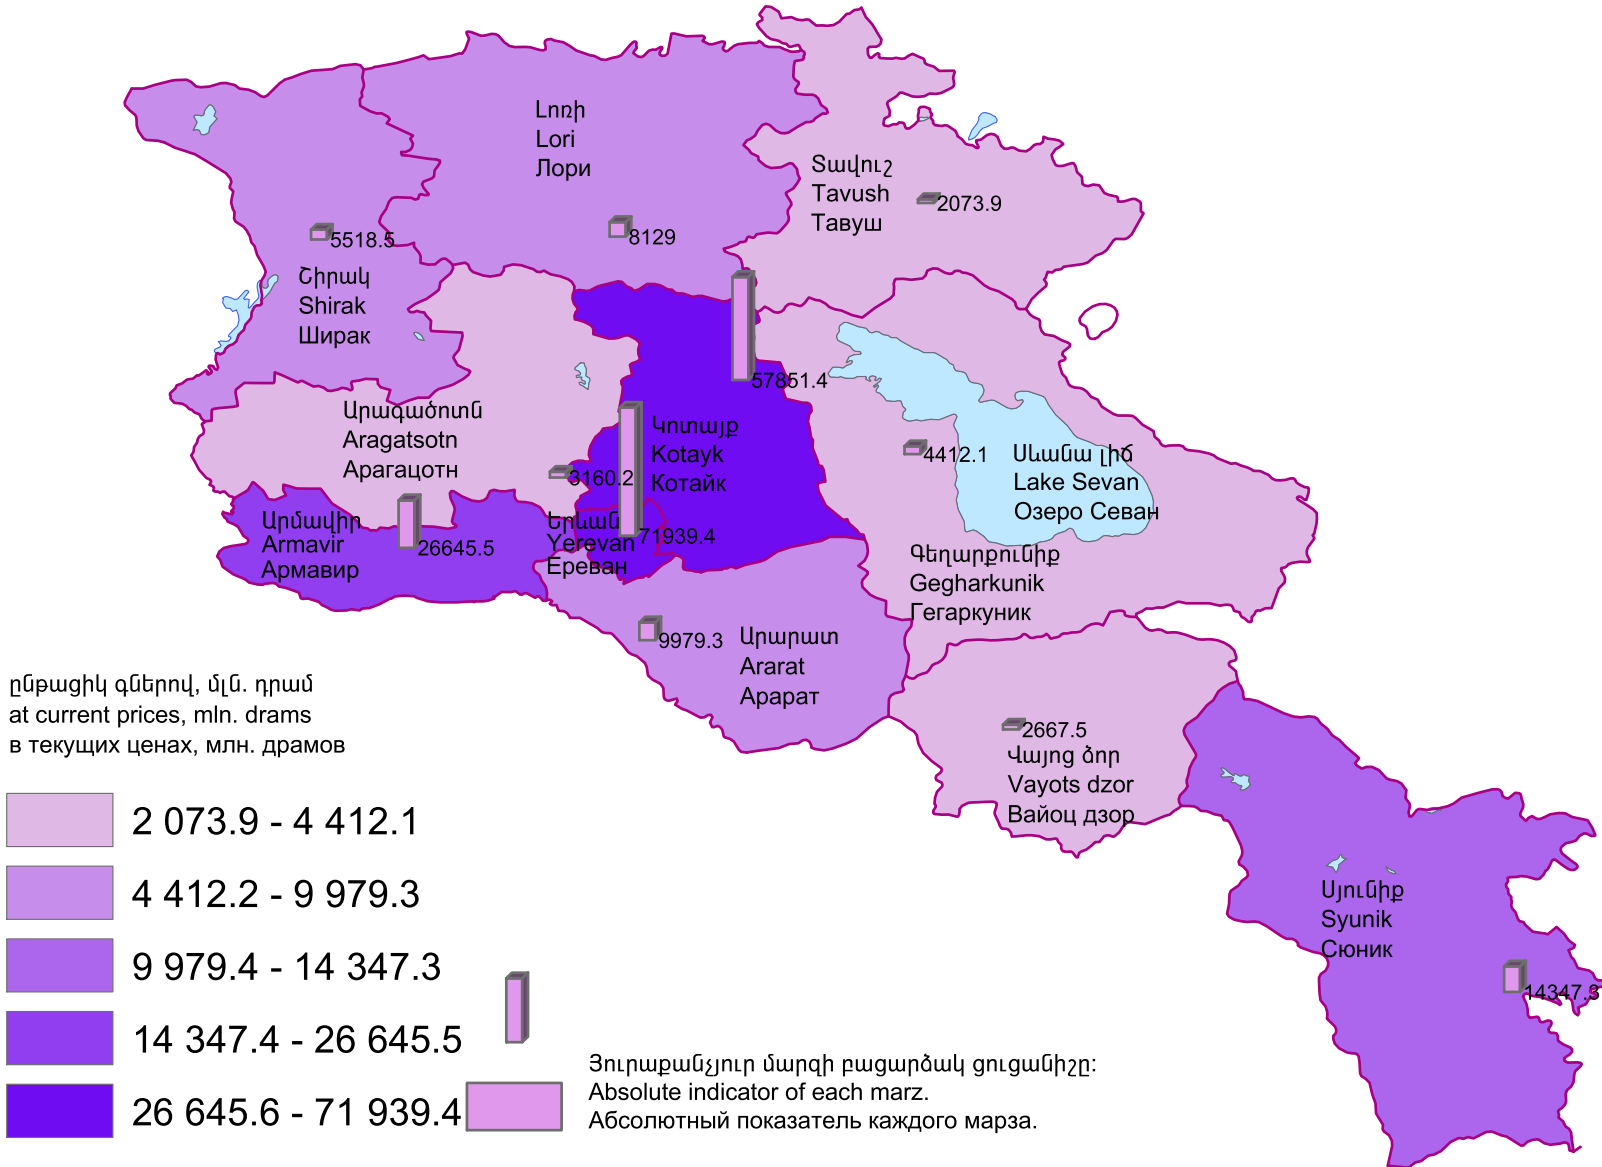 Լոռի
Lori
Лори
8129
Տավուշ
Tavush
Тавуш
2073.9
5518.5
Շիրակ
Shirak
Ширак
57851.4
Արագածոտն
Aragatsotn
Арагацотн
3160.2
Կոտայք
Kotayk
Котайк
4412.1
Սևանա լիճ
Lake Sevan
Озеро Севан
Արմավիր
Armavir
Армавир
26645.5
Երևան
Yerevan
Ереван
71939.4
Գեղարքունիք
Gegharkunik
Гегаркуник
9979.3
Արարատ
Ararat
Арарат
2667.5
Վայոց ձոր
Vayots dzor
Вайоц дзор
Սյունիք
Syunik
Сюник
14347.3
ընթացիկ գներով, մլն. դրամ
at current prices, mln. drams
в текущих ценах, млн. драмов
2 073.9 - 4 412.1
4 412.2 - 9 979.3
9 979.4 - 14 347.3
14 347.4 - 26 645.5
26 645.6 - 71 939.4
Յուրաքանչյուր մարզի բացարձակ ցուցանիշը:
Absolute indicator of each marz.
Абсолютный показатель каждого марза.